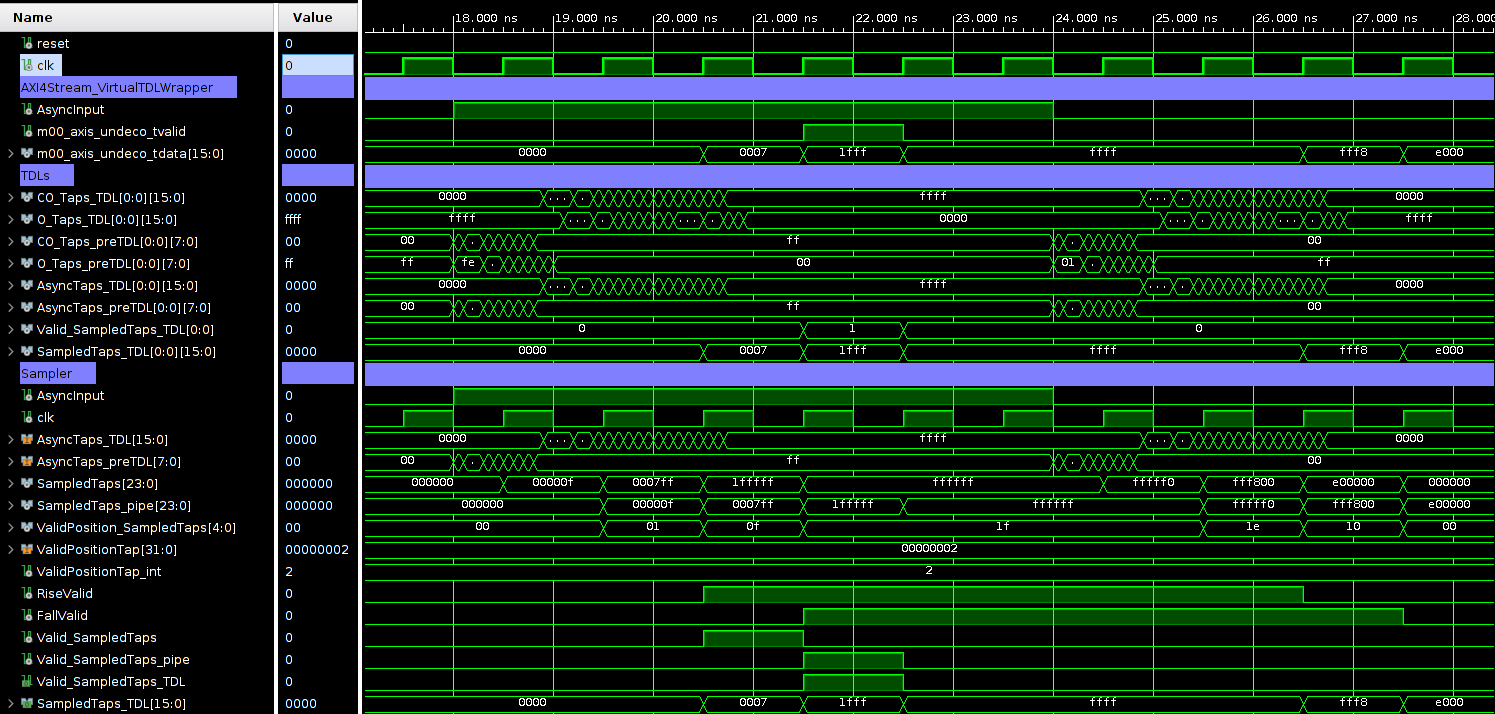 Name Value 18.000 ns 19.000 ns 20.000 ns 21.000 ns 22.000 ns 23.000 ns 24.000 ns 25.000 ns 26.000 ns 27.000 ns 28.000
reset 0
clk 0
AXI4Stream_VirtualTDLWrapper
AsyncInput 0
m00_axis_undeco_tvalid 0
m00_axis_undeco_tdata[15:0] 0000 0000 0007 1fff ffff fff8 e000
TDLs
CO_Taps_TDL[0:0][15:0] 0000 0000 ... . ffff ... . 0000
O_Taps_TDL[0:0][15:0] ffff ffff ... . ... . 0000 ... . ... . ffff
CO_Taps_preTDL[0:0][7:0] 00 00 . ff . 00
O_Taps_preTDL[0:0][7:0] ff ff fe . 00 01 . ff
AsyncTaps_TDL[0:0][15:0] 0000 0000 ... . ffff ... . 0000
AsyncTaps_preTDL[0:0][7:0] 00 00 . ff . 00
Valid_SampledTaps_TDL[0:0] 0 0 1 0
SampledTaps_TDL[0:0][15:0] 0000 0000 0007 1fff ffff fff8 e000
Sampler
AsyncInput 0
clk 0
AsyncTaps_TDL[15:0] 0000 0000 ... . ffff ... . 0000
AsyncTaps_preTDL[7:0] 00 00 . ff . 00
SampledTaps[23:0] 000000 000000 00000f 0007ff 1fffff ffffff fffff0 fff800 e00000 000000
SampledTaps_pipe[23:0] 000000 000000 00000f 0007ff 1fffff ffffff fffff0 fff800 e00000
ValidPosition_SampledTaps[4:0] 00 00 01 0f 1f 1e 10 00
ValidPositionTap[31:0] 00000002 00000002
ValidPositionTap_int 2 2
RiseValid 0
FallValid 0
Valid_SampledTaps 0
Valid_SampledTaps_pipe 0
Valid_SampledTaps_TDL 0
SampledTaps_TDL[15:0] 0000 0000 0007 1fff ffff fff8 e000